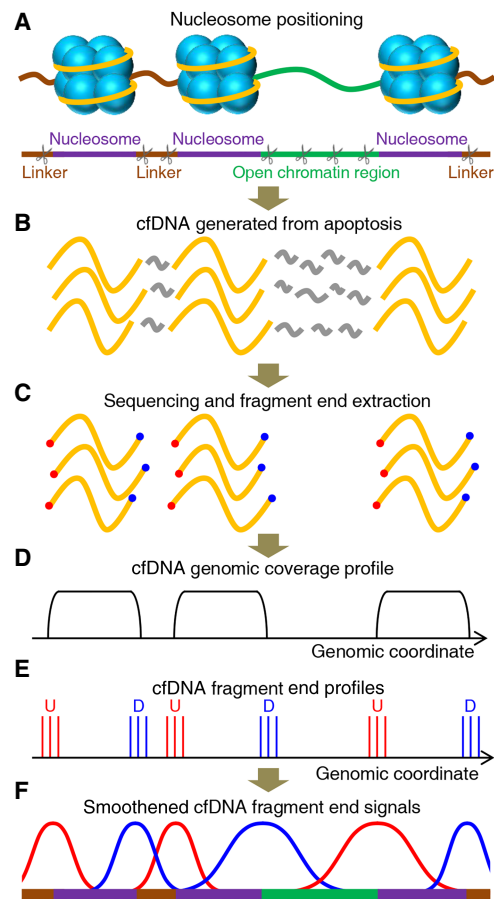 A
Nucleosome positioning
Nucleosome Nucleosome Nucleosome
Linker Linker Open chromatin region Linker
B
cfDNA generated from apoptosis
C
Sequencing and fragment end extraction
D
cfDNA genomic coverage profile
Genomic coordinate
E
cfDNA fragment end profiles
U D U D U D
Genomic coordinate
F
Smoothened cfDNA fragment end signals